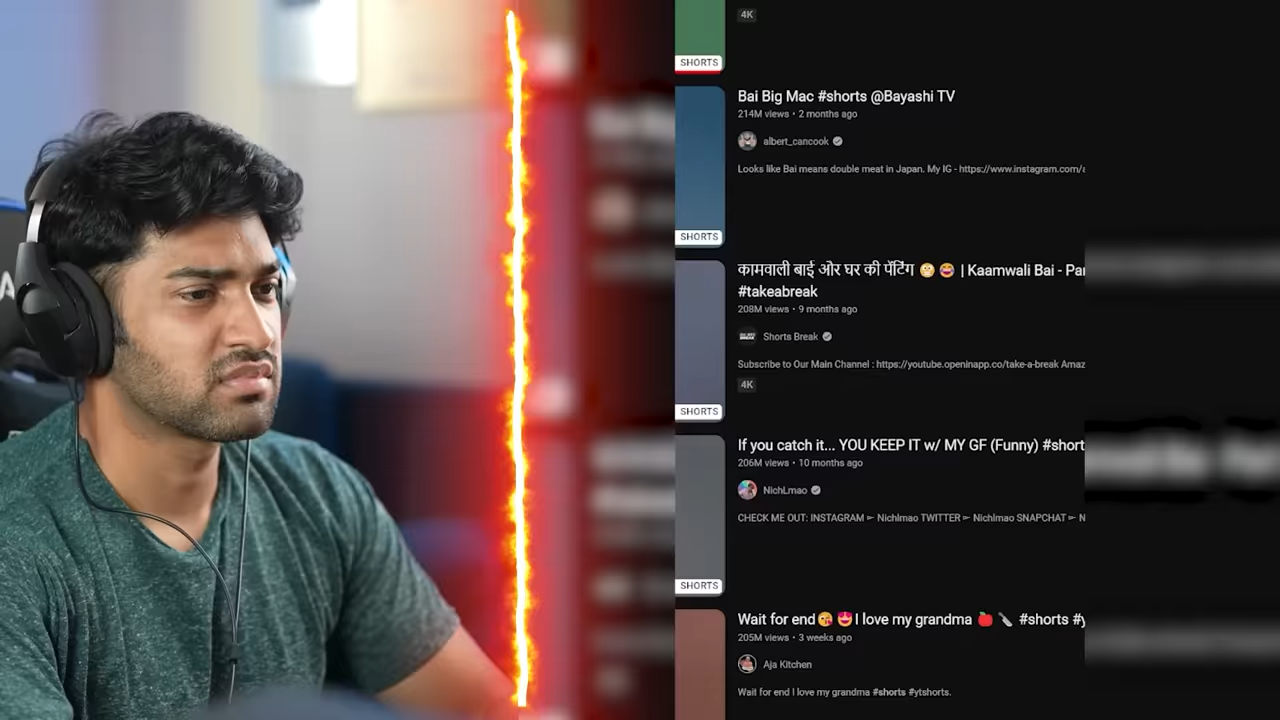 4K
SHORTS
Bai Big Mac #shorts @Bayashi TV
214M views • 2 months ago
albert_cancook
Looks like Bai means double meat in Japan. My IG - https://www.instagram.com/a
SHORTS
कामवाली बाई ओर घर की पेंटिंग 😬 😂 | Kaamwali Bai - Pai
#takeabreak
208M views • 9 months ago
Shorts Break
Subscribe to Our Main Channel : https://youtube.openinapp.co/take-a-break Amaz
4K
SHORTS
If you catch it... YOU KEEP IT w/ MY GF (Funny) #short
206M views • 10 months ago
NichLmao
CHECK ME OUT: INSTAGRAM ► Nichlmao TWITTER ► Nichlmao SNAPCHAT ► N
SHORTS
Wait for end😘 😍I love my grandma 🍎 🔪 #shorts #y
205M views • 3 weeks ago
Aja Kitchen
Wait for end I love my grandma #shorts #ytshorts.